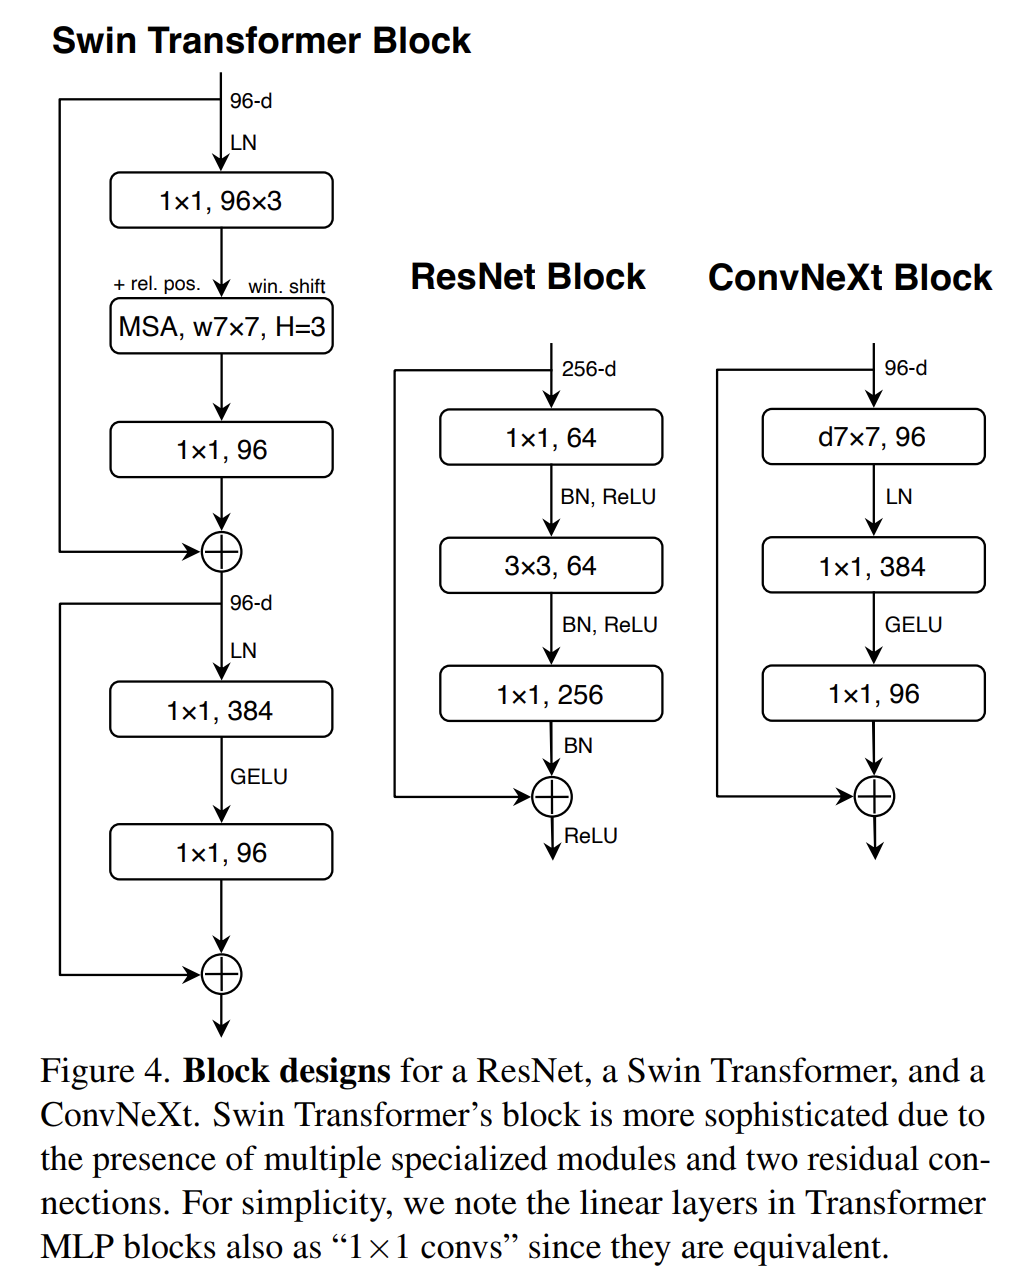 Swin Transformer Block
96-d
LN
1×1, 96×3
+ rel. pos.
win. shift
MSA, w7×7, H=3
1×1, 96
96-d
LN
1×1, 384
GELU
1×1, 96
ResNet Block
256-d
1×1, 64
BN, ReLU
3×3, 64
BN, ReLU
1×1, 256
BN
ReLU
ConvNeXt Block
96-d
d7×7, 96
LN
1×1, 384
GELU
1×1, 96
Figure 4. Block designs for a ResNet, a Swin Transformer, and a
ConvNeXt. Swin Transformer’s block is more sophisticated due to
the presence of multiple specialized modules and two residual con-
nections. For simplicity, we note the linear layers in Transformer
MLP blocks also as “1×1 convs” since they are equivalent.